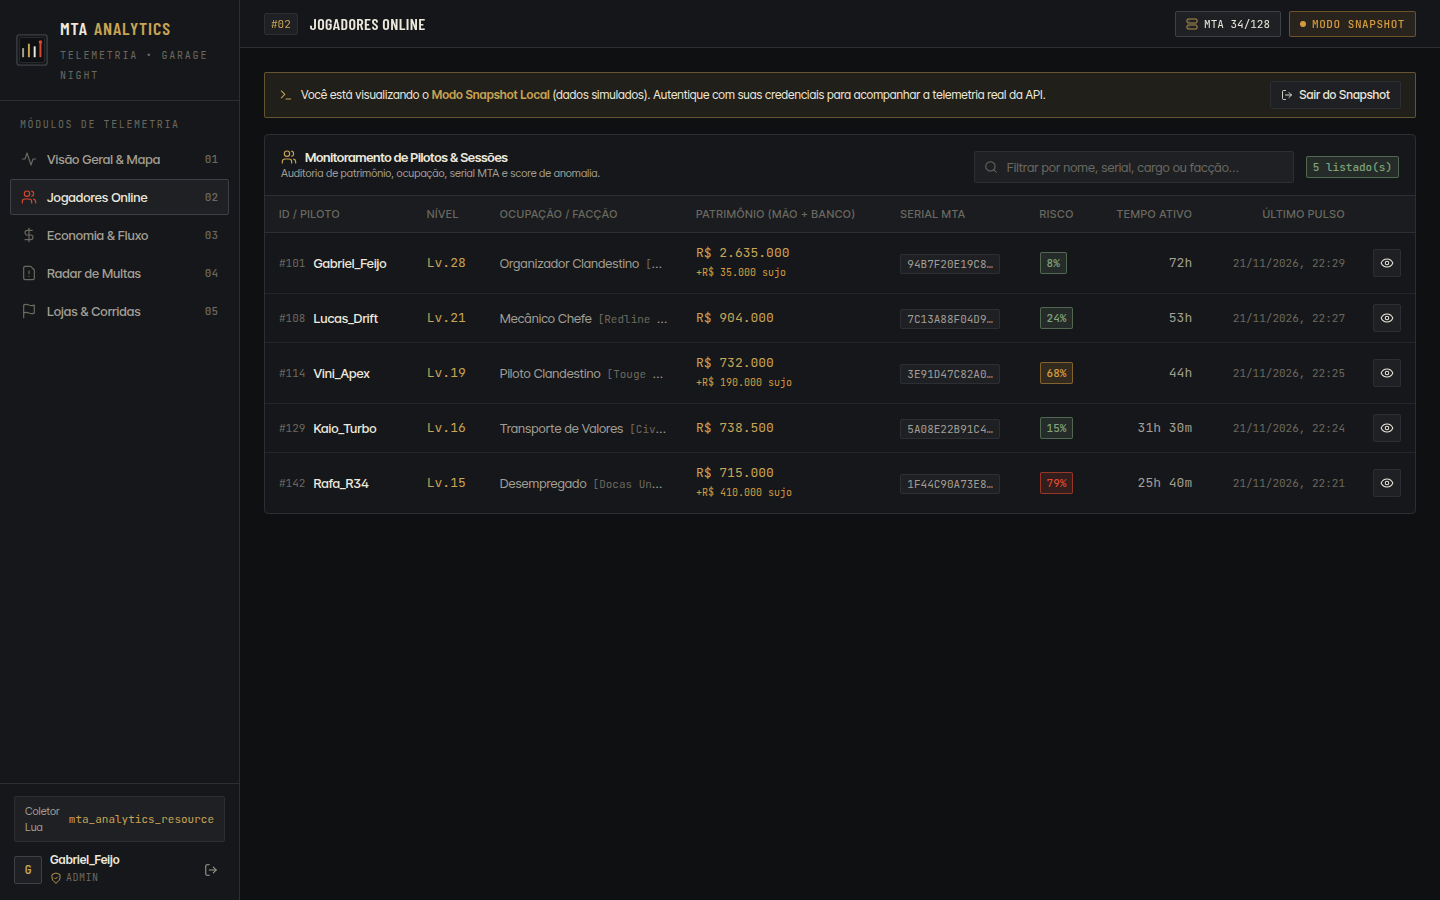 MTA ANALYTICS
TELEMETRIA • GARAGE
NIGHT
MÓDULOS DE TELEMETRIA
Visão Geral & Mapa 01
Jogadores Online 02
Economia & Fluxo 03
Radar de Multas 04
Lojas & Corridas 05
Coletor
Lua
mta_analytics_resource
G
Gabriel_Feijo
ADMIN
#02 JOGADORES ONLINE
MTA 34/128
MODO SNAPSHOT
Você está visualizando o Modo Snapshot Local (dados simulados). Autentique com suas credenciais para acompanhar a telemetria real da API.
Sair do Snapshot
Monitoramento de Pilotos & Sessões
Auditoria de patrimônio, ocupação, serial MTA e score de anomalia.
Filtrar por nome, serial, cargo ou facção...
5 listado(s)
ID / PILOTO NÍVEL OCUPAÇÃO / FACÇÃO PATRIMÔNIO (MÃO + BANCO) SERIAL MTA RISCO TEMPO ATIVO ÚLTIMO PULSO
#101 Gabriel_Feijo Lv.28 Organizador Clandestino [… R$ 2.635.000 94B7F20E19C8… 8% 72h 21/11/2026, 22:29
+R$ 35.000 sujo
#108 Lucas_Drift Lv.21 Mecânico Chefe [Redline … R$ 904.000 7C13A88F04D9… 24% 53h 21/11/2026, 22:27
#114 Vini_Apex Lv.19 Piloto Clandestino [Touge … R$ 732.000 3E91D47C82A0… 68% 44h 21/11/2026, 22:25
+R$ 190.000 sujo
#129 Kaio_Turbo Lv.16 Transporte de Valores [Civ… R$ 738.500 5A08E22B91C4… 15% 31h 30m 21/11/2026, 22:24
#142 Rafa_R34 Lv.15 Desempregado [Docas Un… R$ 715.000 1F44C90A73E8… 79% 25h 40m 21/11/2026, 22:21
+R$ 410.000 sujo